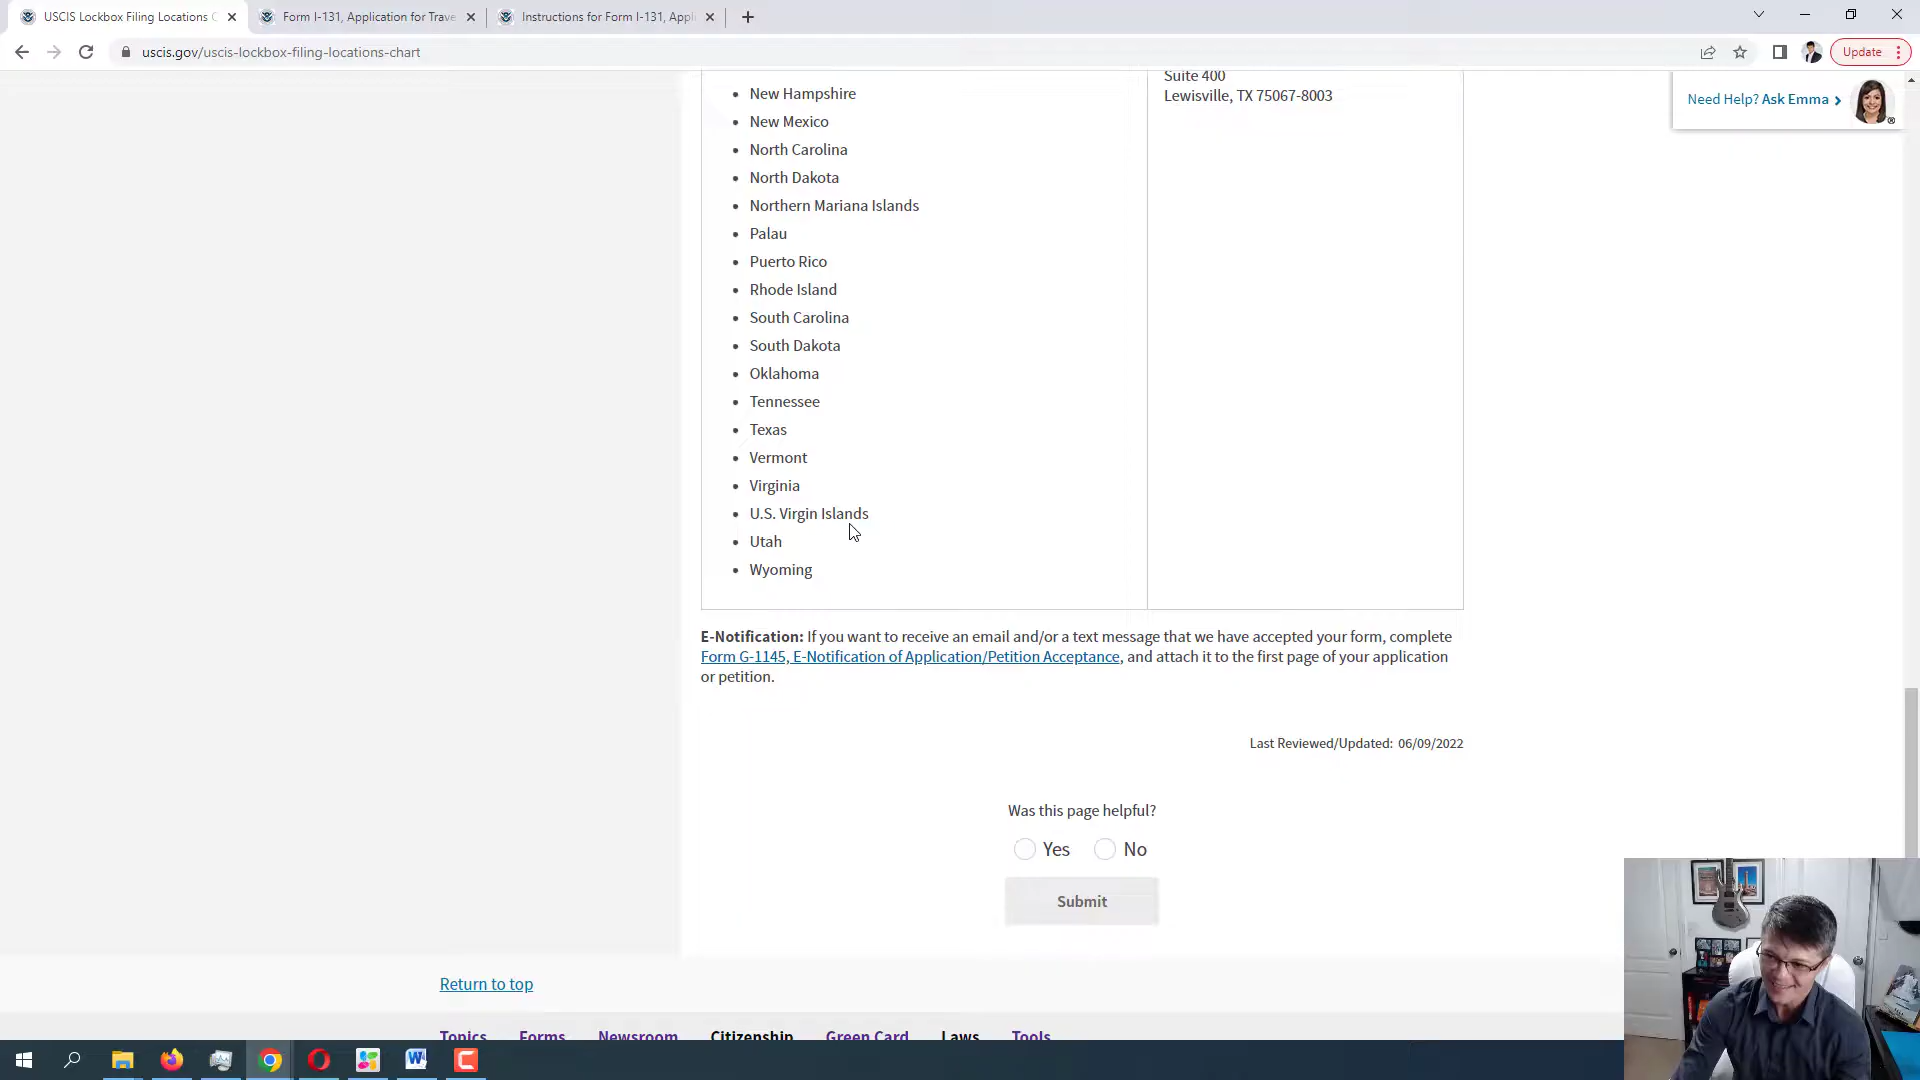 USCIS Lockbox Filing Locations C
Form I-131, Application for Trave
Instructions for Form I-131, Appli
uscis.gov/uscis-lockbox-filing-locations-chart
Update
Need Help? Ask Emma
Suite 400
Lewisville, TX 75067-8003
New Hampshire
New Mexico
North Carolina
North Dakota
Northern Mariana Islands
Palau
Puerto Rico
Rhode Island
South Carolina
South Dakota
Oklahoma
Tennessee
Texas
Vermont
Virginia
U.S. Virgin Islands
Utah
Wyoming
E-Notification: If you want to receive an email and/or a text message that we have accepted your form, complete
Form G-1145, E-Notification of Application/Petition Acceptance, and attach it to the first page of your application
or petition.
Last Reviewed/Updated: 06/09/2022
Was this page helpful?
Yes No
Submit
Return to top
Topics Forms Newsroom Citizenship Green Card Laws Tools